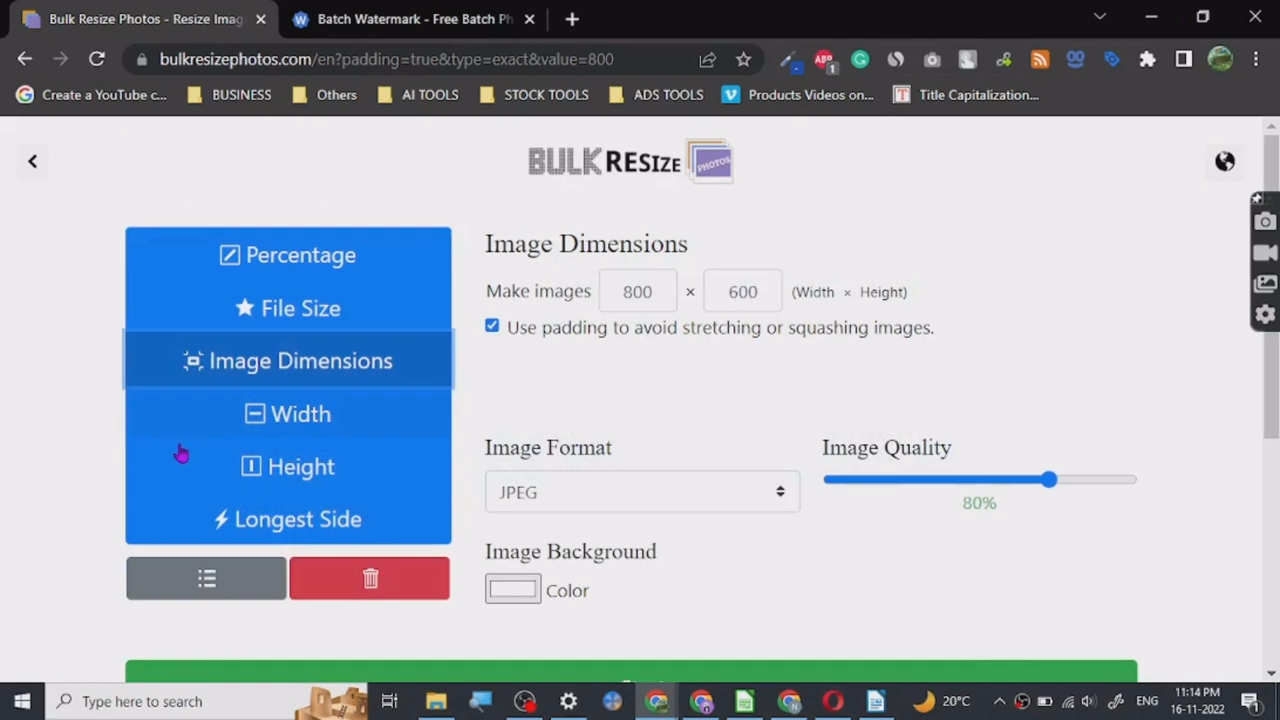 Bulk Resize Photos - Resize Imag
Batch Watermark - Free Batch Ph
bulkresizephotos.com/en?padding=true&type=exact&value=800
ABP
1
Create a YouTube c...
BUSINESS
Others
AI TOOLS
STOCK TOOLS
ADS TOOLS
Products Videos on...
Title Capitalization...
BULK RESIZE PHOTOS
Percentage
File Size
Image Dimensions
Width
Height
Longest Side
Image Dimensions
Make images 800 × 600 (Width × Height)
Use padding to avoid stretching or squashing images.
Image Format
JPEG
Image Quality
80%
Image Background
Color
Type here to search
20°C
ENG
11:14 PM
16-11-2022
1